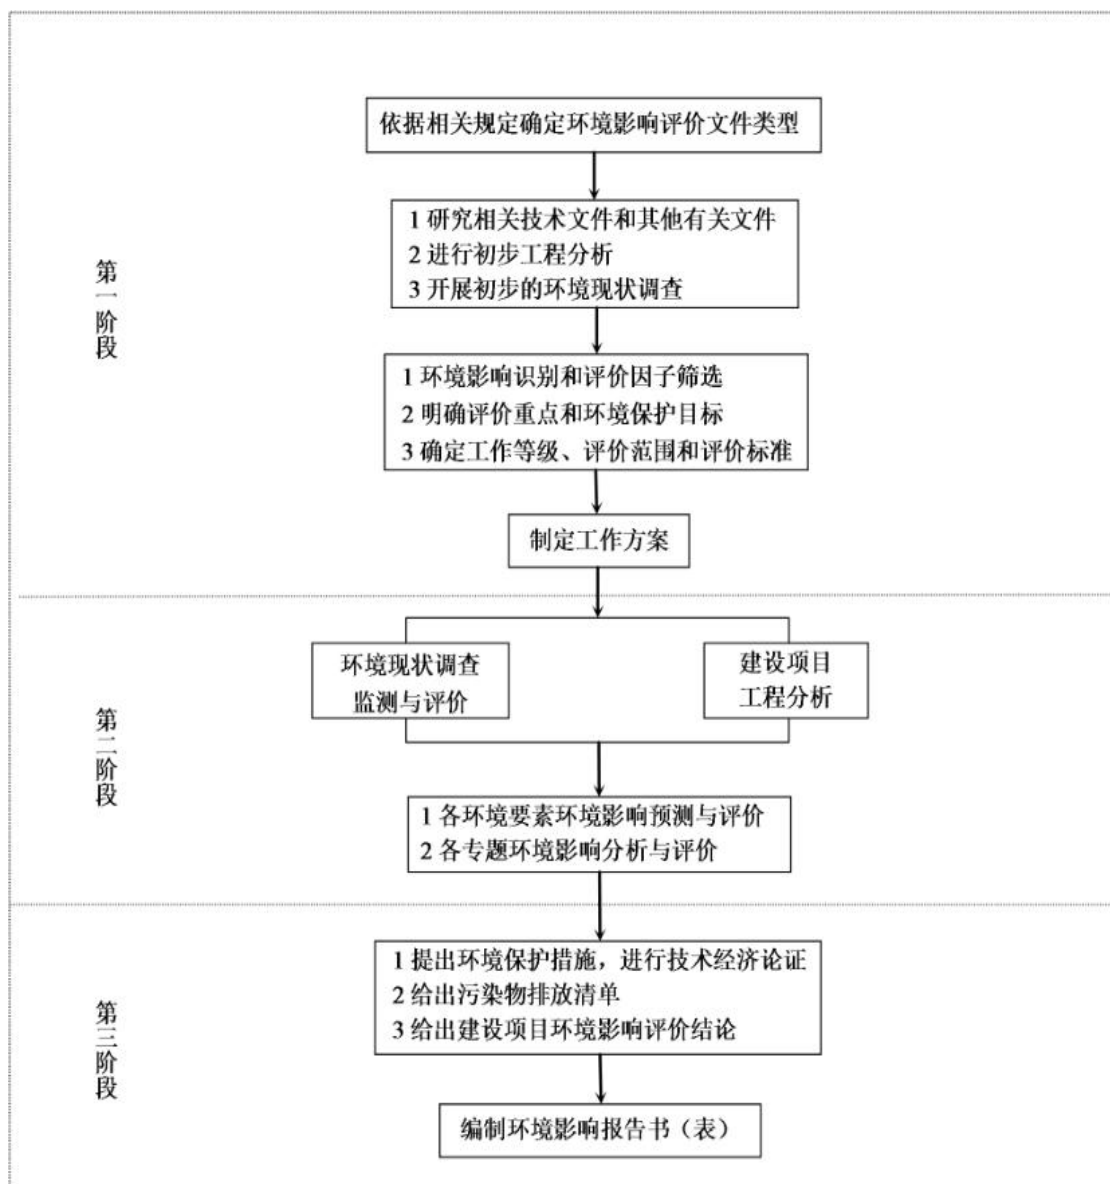 依据相关规定确定环境影响评价文件类型
1 研究相关技术文件和其他有关文件
2 进行初步工程分析
3 开展初步的环境现状调查
第一阶段
1 环境影响识别和评价因子筛选
2 明确评价重点和环境保护目标
3 确定工作等级、评价范围和评价标准
制定工作方案
环境现状调查
监测与评价
建设项目
工程分析
第二阶段
1 各环境要素环境影响预测与评价
2 各专题环境影响分析与评价
1 提出环境保护措施，进行技术经济论证
2 给出污染物排放清单
3 给出建设项目环境影响评价结论
第三阶段
编制环境影响报告书（表）